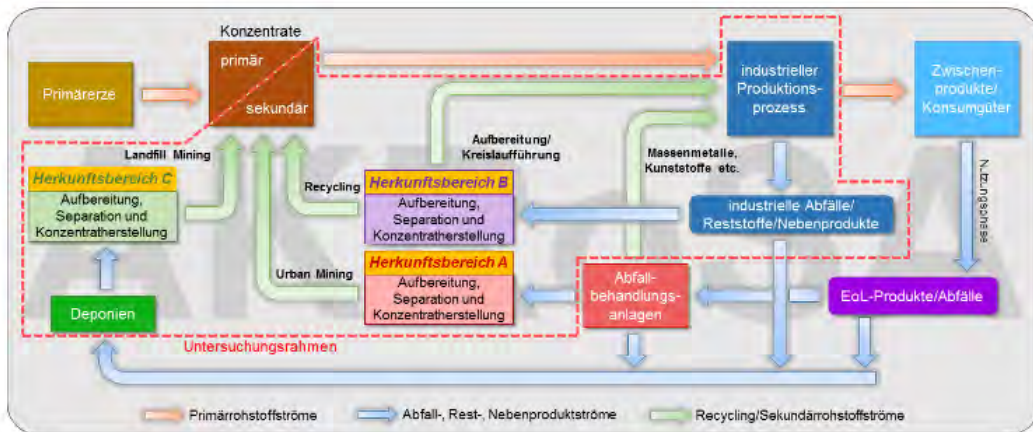 Konzentrate
Primärerze
primär
sekundär
industrieller
Produktions-
prozess
Zwischen-
produkte/
Konsumgüter
Landfill Mining
Aufbereitung/
Kreislaufführung
Massenmetalle,
Kunststoffe etc.
Nutzungsphase
Herkunftsbereich C
Aufbereitung,
Separation und
Konzentratherstellung
Recycling
Herkunftsbereich B
Aufbereitung,
Separation und
Konzentratherstellung
industrielle Abfälle/
Reststoffe/Nebenprodukte
Urban Mining
Herkunftsbereich A
Aufbereitung,
Separation und
Konzentratherstellung
Abfall-
behandlungs-
anlagen
EoL-Produkte/Abfälle
Deponien
Untersuchungsrahmen
Primärrohstoffströme
Abfall-, Rest-, Nebenproduktströme
Recycling/Sekundärrohstoffströme